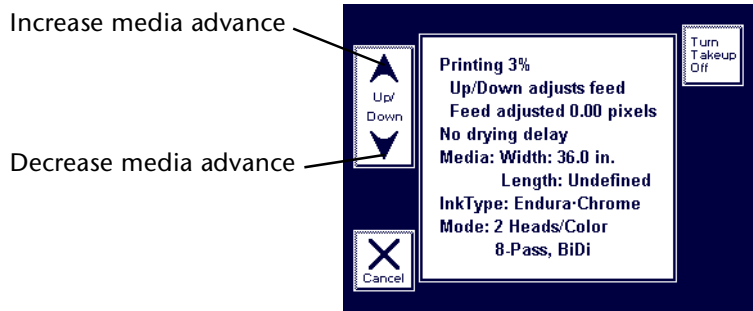 Increase media advance
Decrease media advance
Up/
Down
Cancel
Printing 3%
Up/Down adjusts feed
Feed adjusted 0.00 pixels
No drying delay
Media: Width: 36.0 in.
Length: Undefined
InkType: Endura·Chrome
Mode: 2 Heads/Color
8-Pass, BiDi
Turn
Takeup
Off